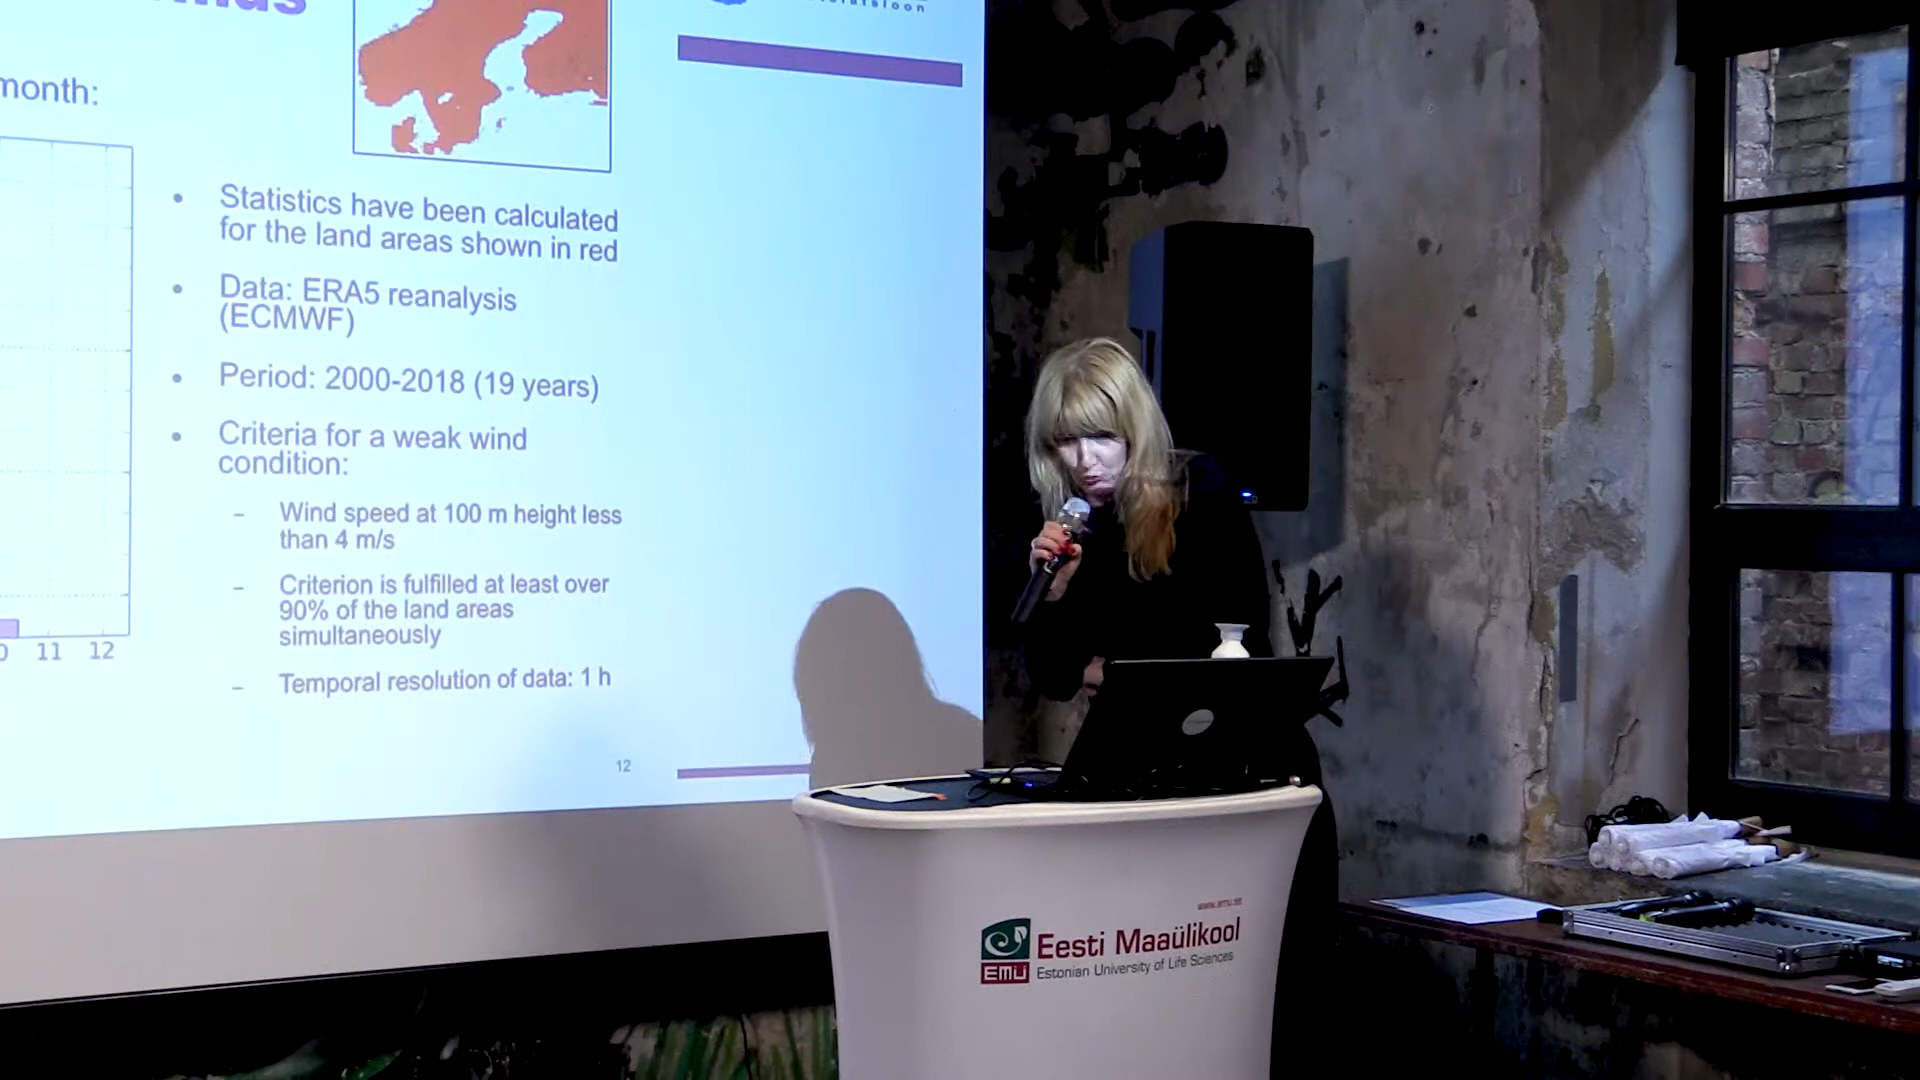 month:
Statistics have been calculated
for the land areas shown in red
Data: ERA5 reanalysis
(ECMWF)
Period: 2000-2018 (19 years)
Criteria for a weak wind
condition:
– Wind speed at 100 m height less
than 4 m/s
– Criterion is fulfilled at least over
90% of the land areas
simultaneously
– Temporal resolution of data: 1 h
11 12
12
www.emu.ee
EMÜ
Eesti Maaülikool
Estonian University of Life Sciences